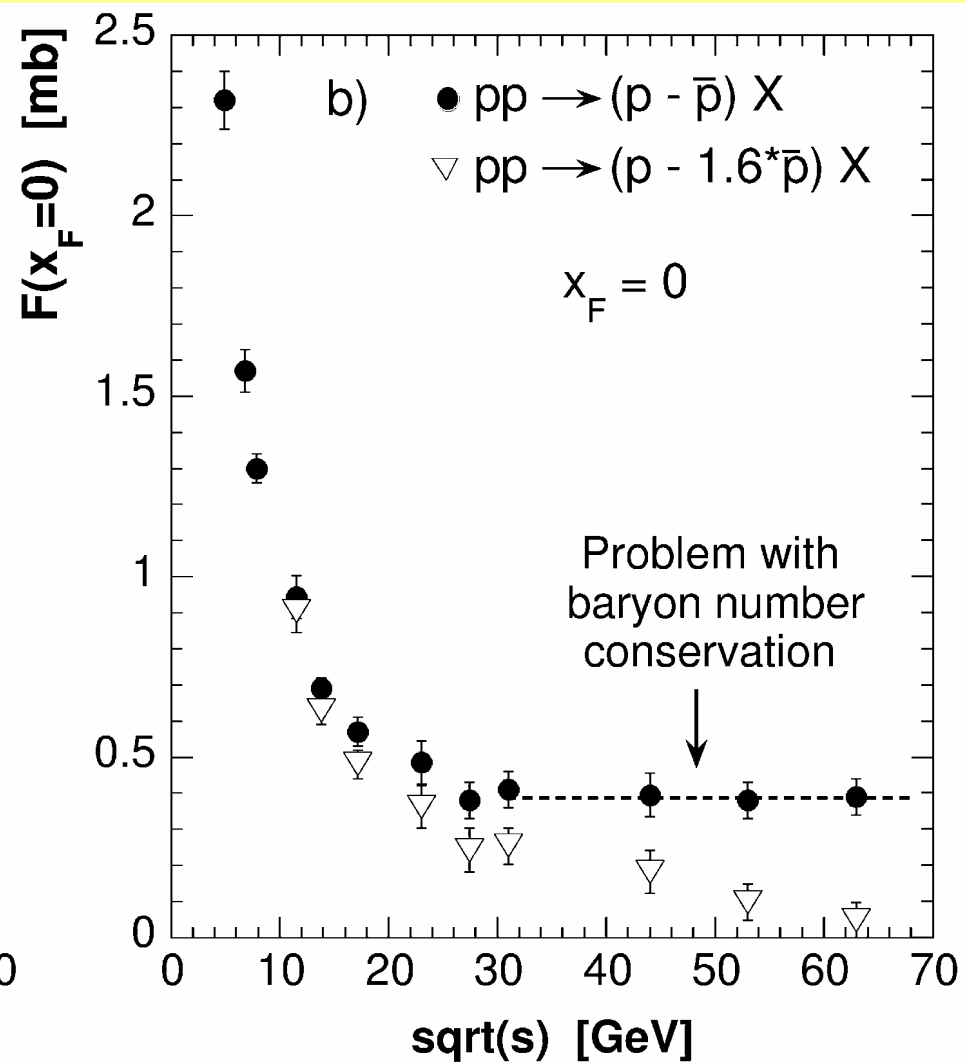 F(x_F=0) [mb]
2.5
2
1.5
1
0.5
0
b)
● pp → (p - p̄) X
▽ pp → (p - 1.6*p̄) X
x_F = 0
Problem with
baryon number
conservation
0
0 10 20 30 40 50 60 70
sqrt(s) [GeV]